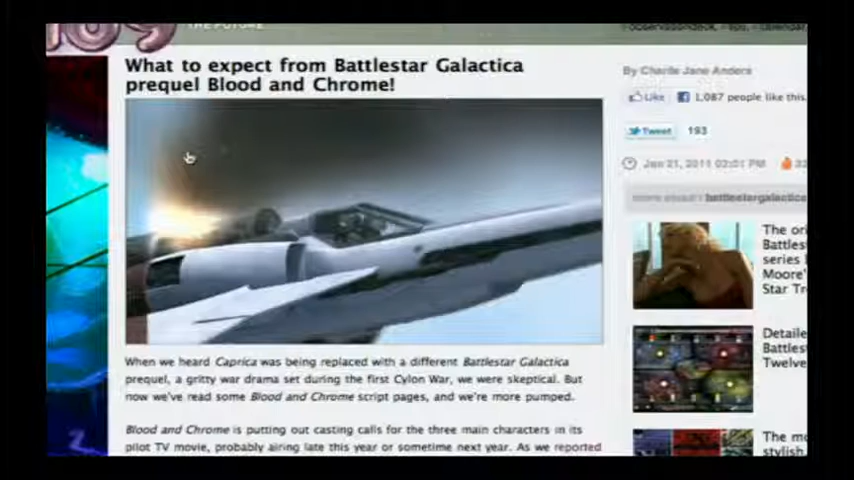 109
THE FUTURE
What to expect from Battlestar Galactica
prequel Blood and Chrome!
By Charlie Jane Anders
Like
1,087 people like this.
Tweet
193
Jan 21, 2011 02:01 PM
battlestargalactica
The ori
Battles
series
Moore'
Star Tr
Detaile
Battles
Twelve
The mo
stylish
When we heard Caprica was being replaced with a different Battlestar Galactica
prequel, a gritty war drama set during the first Cylon War, we were skeptical. But
now we've read some Blood and Chrome script pages, and we're more pumped.
Blood and Chrome is putting out casting calls for the three main characters in its
pilot TV movie, probably airing late this year or sometime next year. As we reported